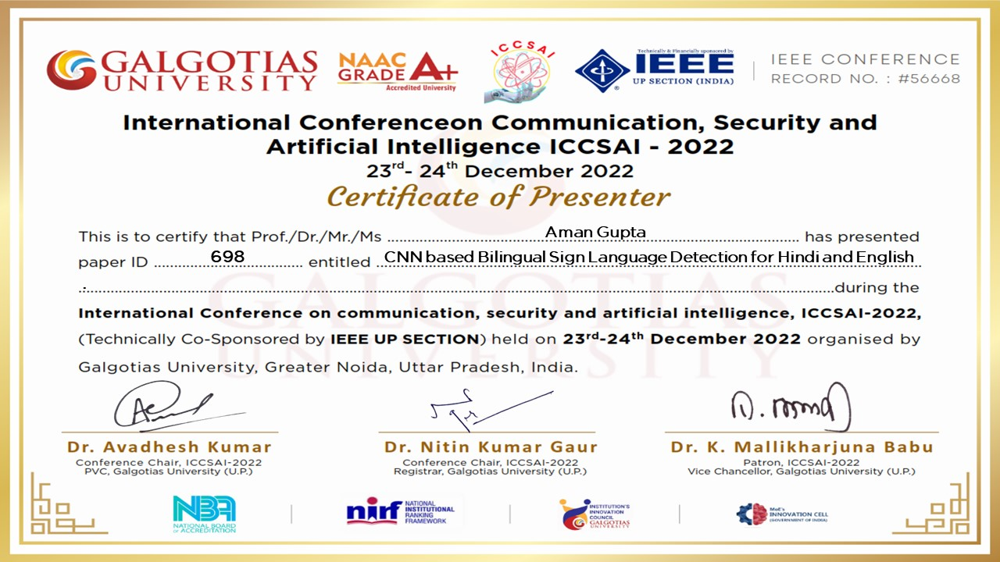 GALGOTIAS
UNIVERSITY
NAAC
GRADE A+
Accredited University
ICCSAI
Technically & Financially sponsored by
IEEE
UP SECTION (INDIA)
IEEE CONFERENCE
RECORD NO. : #56668
International Conferenceon Communication, Security and
Artificial Intelligence ICCSAI - 2022
23rd- 24th December 2022
Certificate of Presenter
This is to certify that Prof./Dr./Mr./Ms Aman Gupta has presented
paper ID 698 entitled CNN based Bilingual Sign Language Detection for Hindi and English
during the
International Conference on communication, security and artificial intelligence, ICCSAI-2022,
(Technically Co-Sponsored by IEEE UP SECTION) held on 23rd-24th December 2022 organised by
Galgotias University, Greater Noida, Uttar Pradesh, India.
Dr. Avadhesh Kumar
Conference Chair, ICCSAI-2022
PVC, Galgotias University (U.P.)
Dr. Nitin Kumar Gaur
Conference Chair, ICCSAI-2022
Registrar, Galgotias University (U.P.)
Dr. K. Mallikharjuna Babu
Patron, ICCSAI-2022
Vice Chancellor, Galgotias University (U.P.)
NBA
NATIONAL BOARD
of ACCREDITATION
nirf
NATIONAL
INSTITUTIONAL
RANKING
FRAMEWORK
INSTITUTION'S
INNOVATION
COUNCIL
GALGOTIAS
UNIVERSITY
MoE's
INNOVATION CELL
(GOVERNMENT OF INDIA)